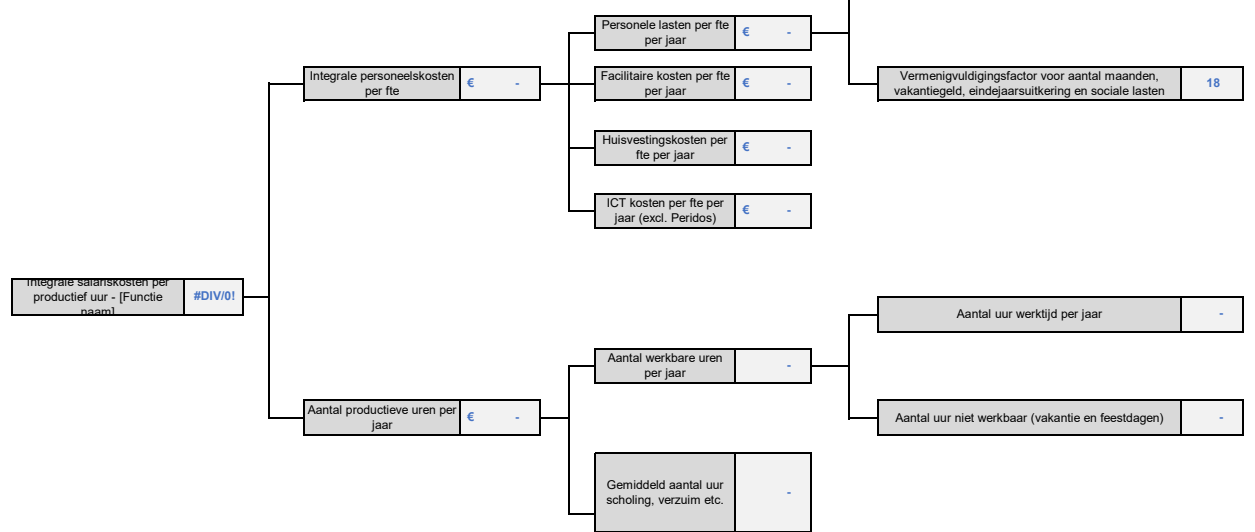 Personele lasten per fte
per jaar
€ -
Integrale personeelskosten
per fte
€ -
Facilitaire kosten per fte
per jaar
€ -
Vermenigvuldigingsfactor voor aantal maanden,
vakantiegeld, eindejaarsuitkering en sociale lasten
18
Huisvestingskosten per
fte per jaar
€ -
ICT kosten per fte per
jaar (excl. Peridos)
€ -
Integrale salariskosten per
productief uur - [Functie
naam]
#DIV/0!
Aantal uur werktijd per jaar
-
Aantal werkbare uren
per jaar
-
Aantal productieve uren per
jaar
€ -
Aantal uur niet werkbaar (vakantie en feestdagen)
-
Gemiddeld aantal uur
scholing, verzuim etc.
-